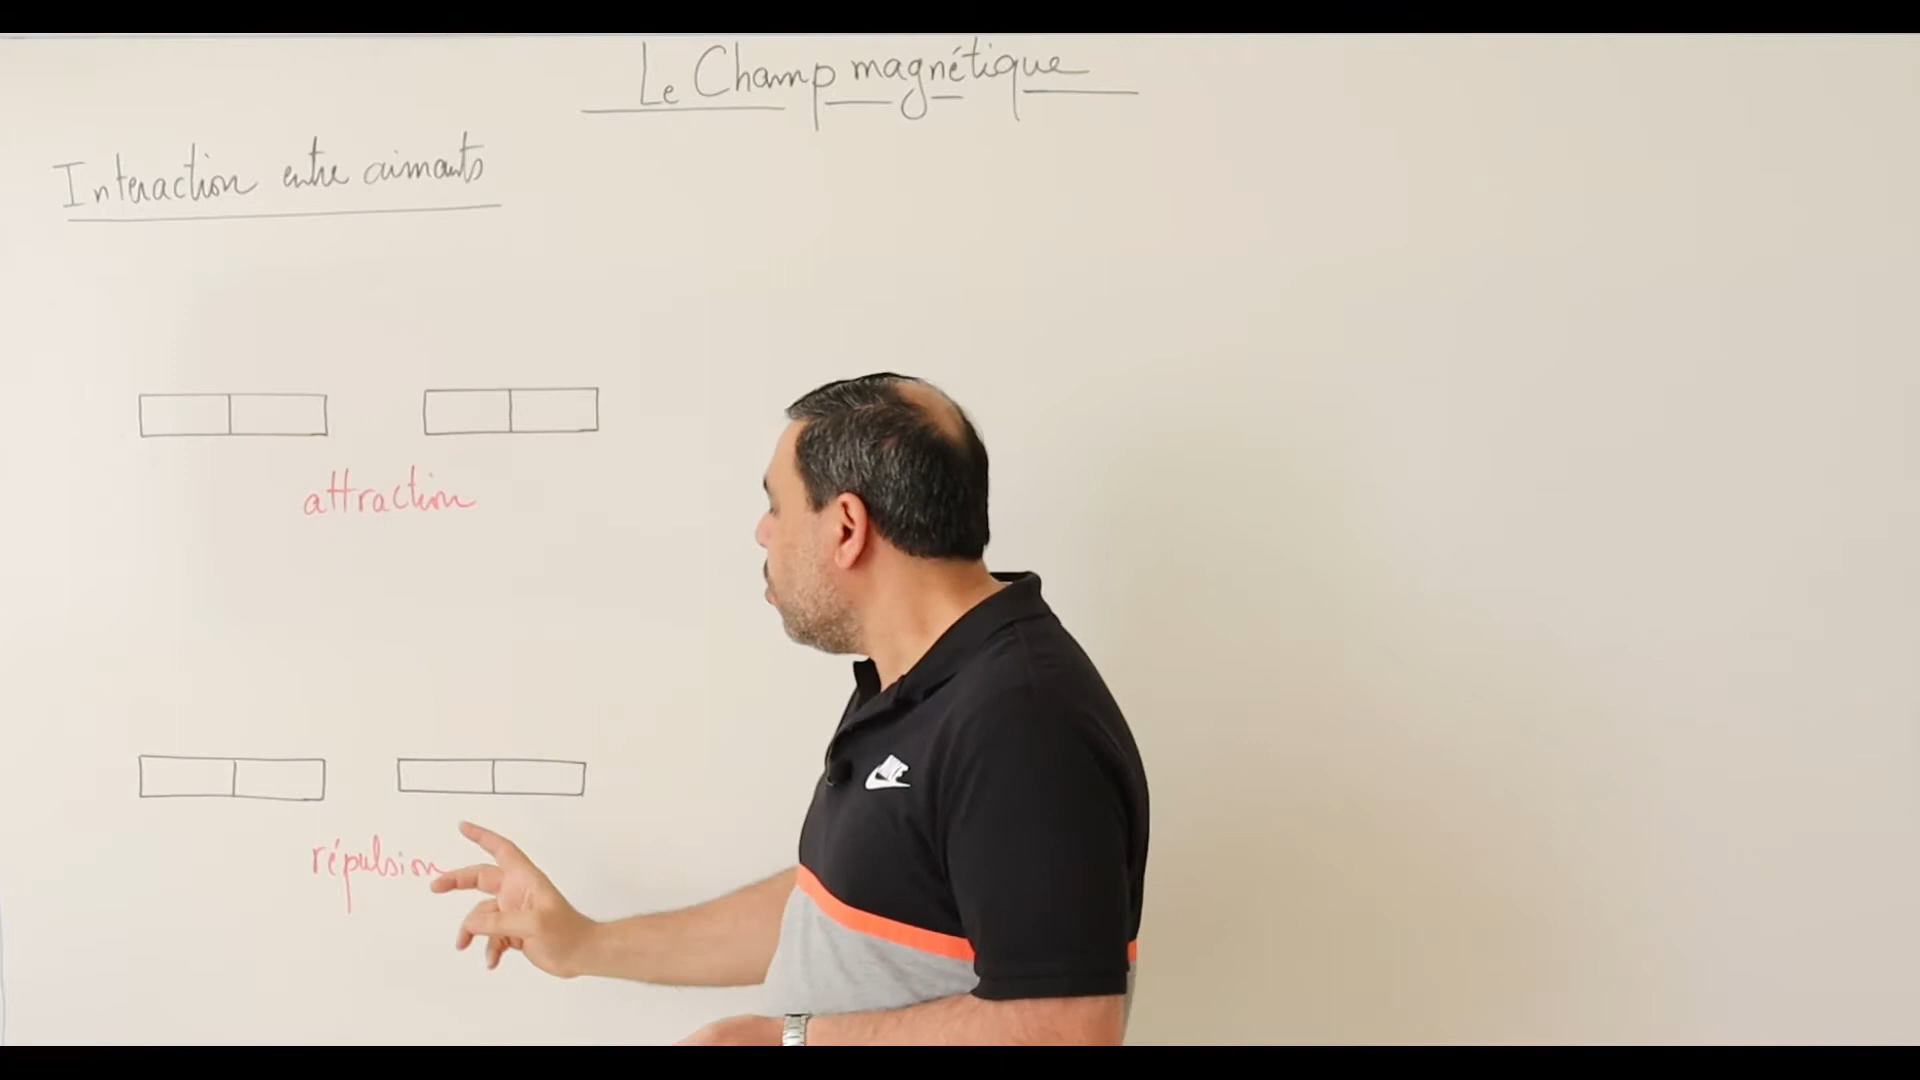 Le Champ magnétique
Interaction entre aimants
attraction
répulsion